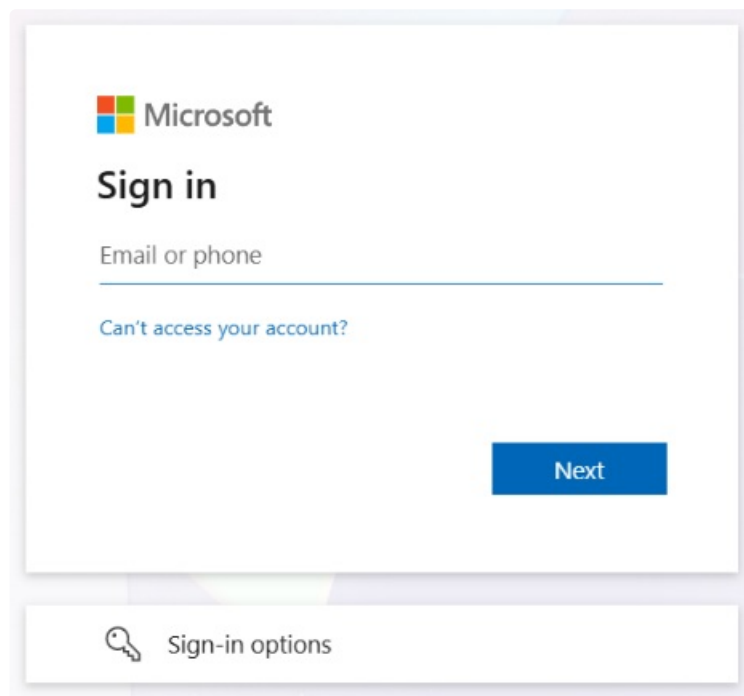 Microsoft
Sign in
Email or phone
Can't access your account?
Next
Sign-in options